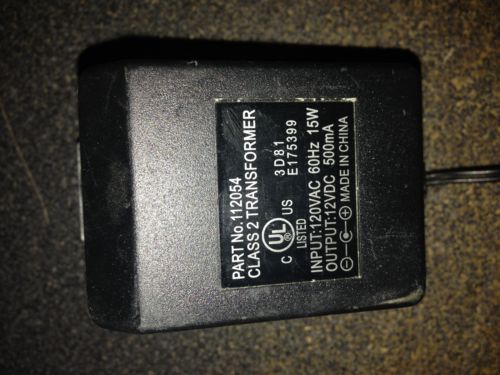 PART No. 112054
CLASS 2 TRANSFORMER
C UL US
LISTED
3D81
E175399
INPUT:120VAC 60Hz 15W
OUTPUT:12VDC 500mA
MADE IN CHINA